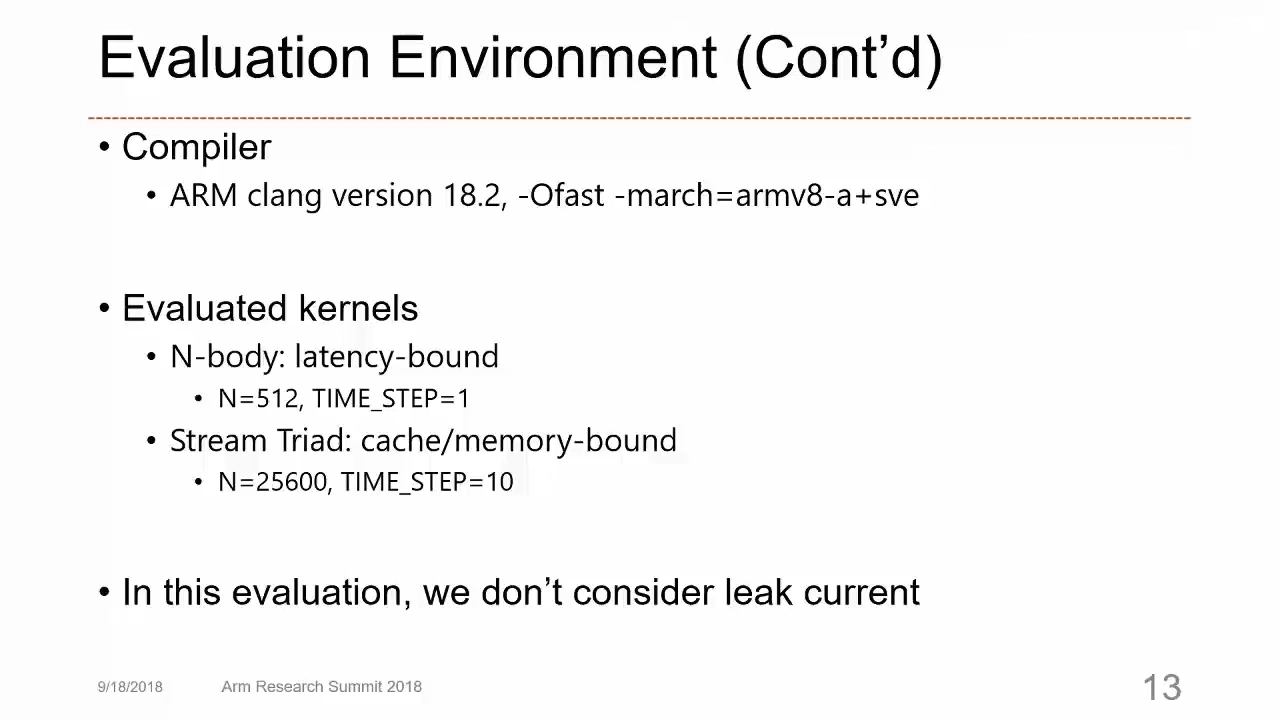 Evaluation Environment (Cont’d)
• Compiler
• ARM clang version 18.2, -Ofast -march=armv8-a+sve
• Evaluated kernels
• N-body: latency-bound
• N=512, TIME_STEP=1
• Stream Triad: cache/memory-bound
• N=25600, TIME_STEP=10
• In this evaluation, we don’t consider leak current
9/18/2018 Arm Research Summit 2018 13